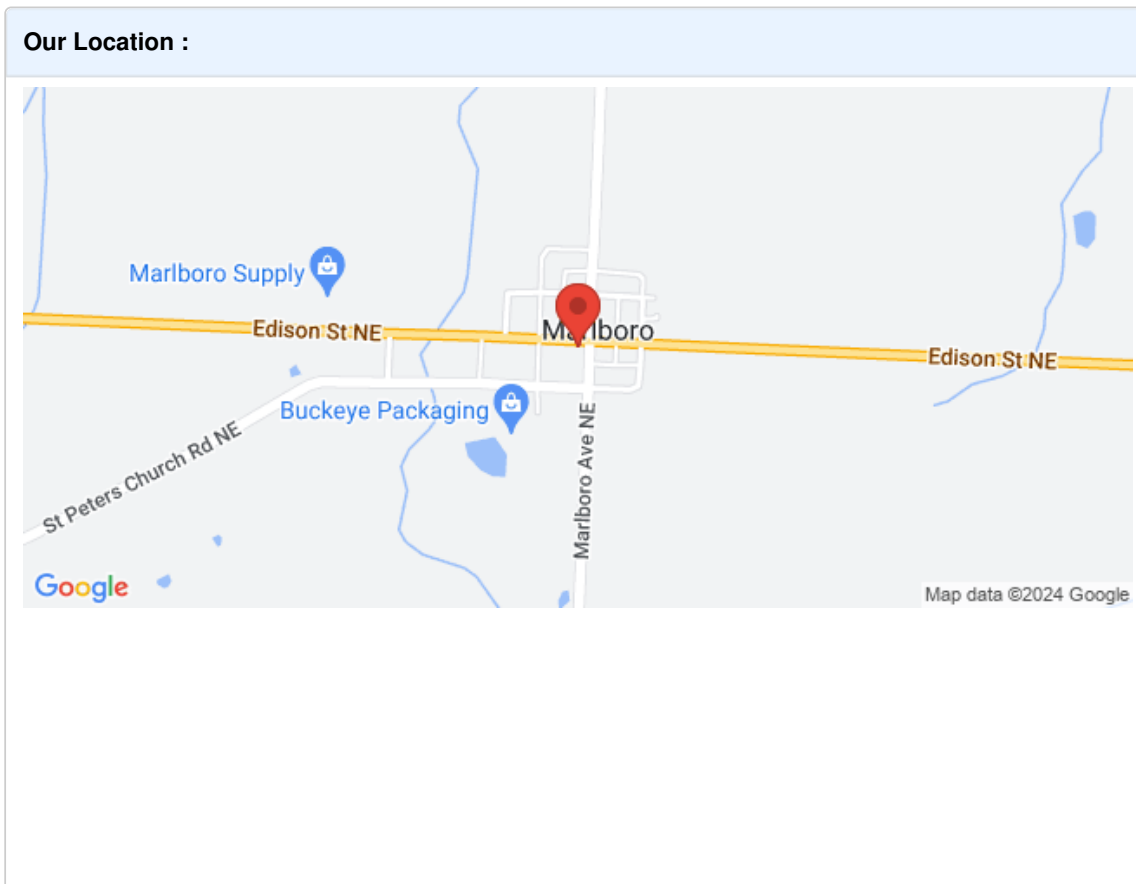 Our Location :
Marlboro Supply
Edison St NE
Marlboro
Edison St NE
Buckeye Packaging
St Peters Church Rd NE
Marlboro Ave NE
Google
Map data ©2024 Google